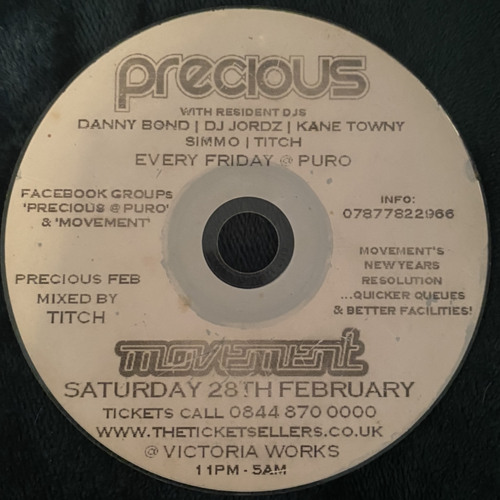 precious
WITH RESIDENT DJS
DANNY BOND | DJ JORDZ | KANE TOWNY
SIMMO | TITCH
EVERY FRIDAY @ PURO
FACEBOOK GROUPS
'PRECIOUS @ PURO'
& 'MOVEMENT'
INFO:
07877822966
PRECIOUS FEB
MIXED BY
TITCH
MOVEMENT'S
NEW YEARS
RESOLUTION
...QUICKER QUEUES
& BETTER FACILITIES!
movement
SATURDAY 28TH FEBRUARY
TICKETS CALL 0844 870 0000
WWW.THETICKETSELLERS.CO.UK
@ VICTORIA WORKS
11PM - 5AM